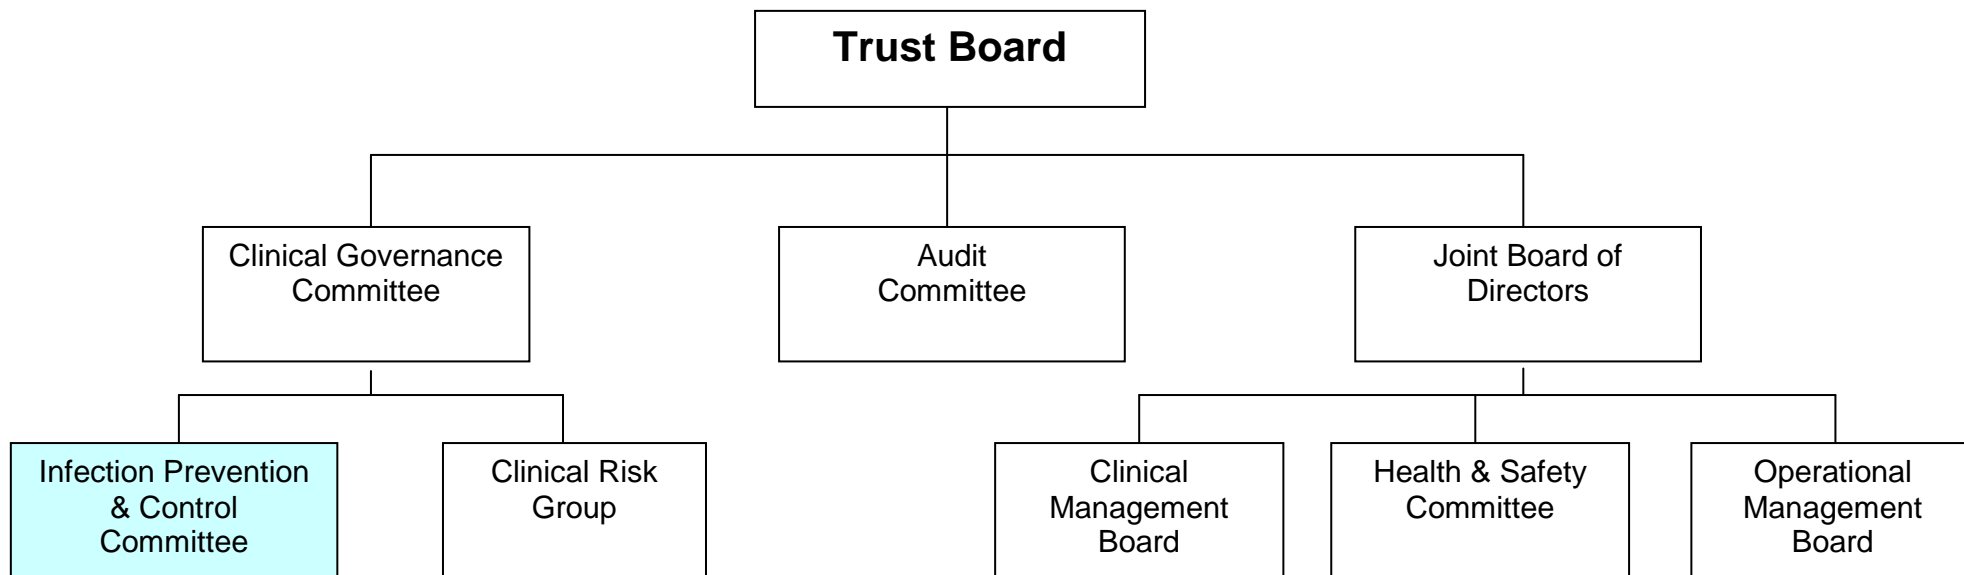 Trust Board
Clinical Governance
Committee
Audit
Committee
Joint Board of
Directors
Infection Prevention
& Control
Committee
Clinical Risk
Group
Clinical
Management
Board
Health & Safety
Committee
Operational
Management
Board